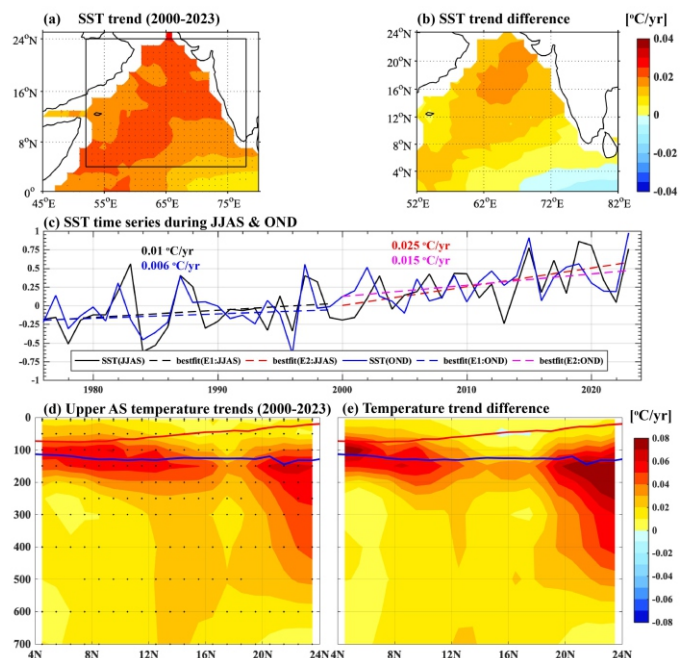 (a) SST trend (2000-2023)
(b) SST trend difference
[°C/yr]
24°N
16°N
8°N
0°
45°E 55°E 65°E 75°E
24°N
20°N
16°N
12°N
8°N
4°N
52°E 62°E 72°E 82°E
0.04
0.02
0
-0.02
-0.04
(c) SST time series during JJAS & OND
0.01 °C/yr
0.006 °C/yr
0.025 °C/yr
0.015 °C/yr
1
0.75
0.5
0.25
0
-0.25
-0.5
-0.75
-1
1980 1990 2000 2010 2020
SST(JJAS) bestfit(E1:JJAS) bestfit(E2:JJAS) SST(OND) bestfit(E1:OND) bestfit(E2:OND)
(d) Upper AS temperature trends (2000-2023)
(e) Temperature trend difference
[°C/yr]
0
100
200
300
400
500
600
700
4N 8N 12N 16N 20N 24N
4N 8N 12N 16N 20N 24N
0.08
0.06
0.04
0.02
0
-0.02
-0.04
-0.06
-0.08